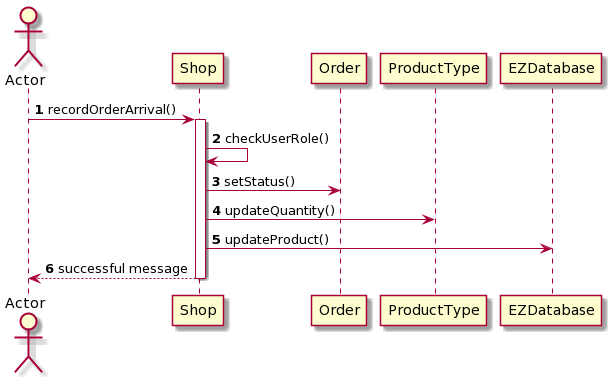 Actor
Shop Order ProductType EZDatabase
1 recordOrderArrival()
2 checkUserRole()
3 setStatus()
4 updateQuantity()
5 updateProduct()
6 successful message
Actor Shop Order ProductType EZDatabase